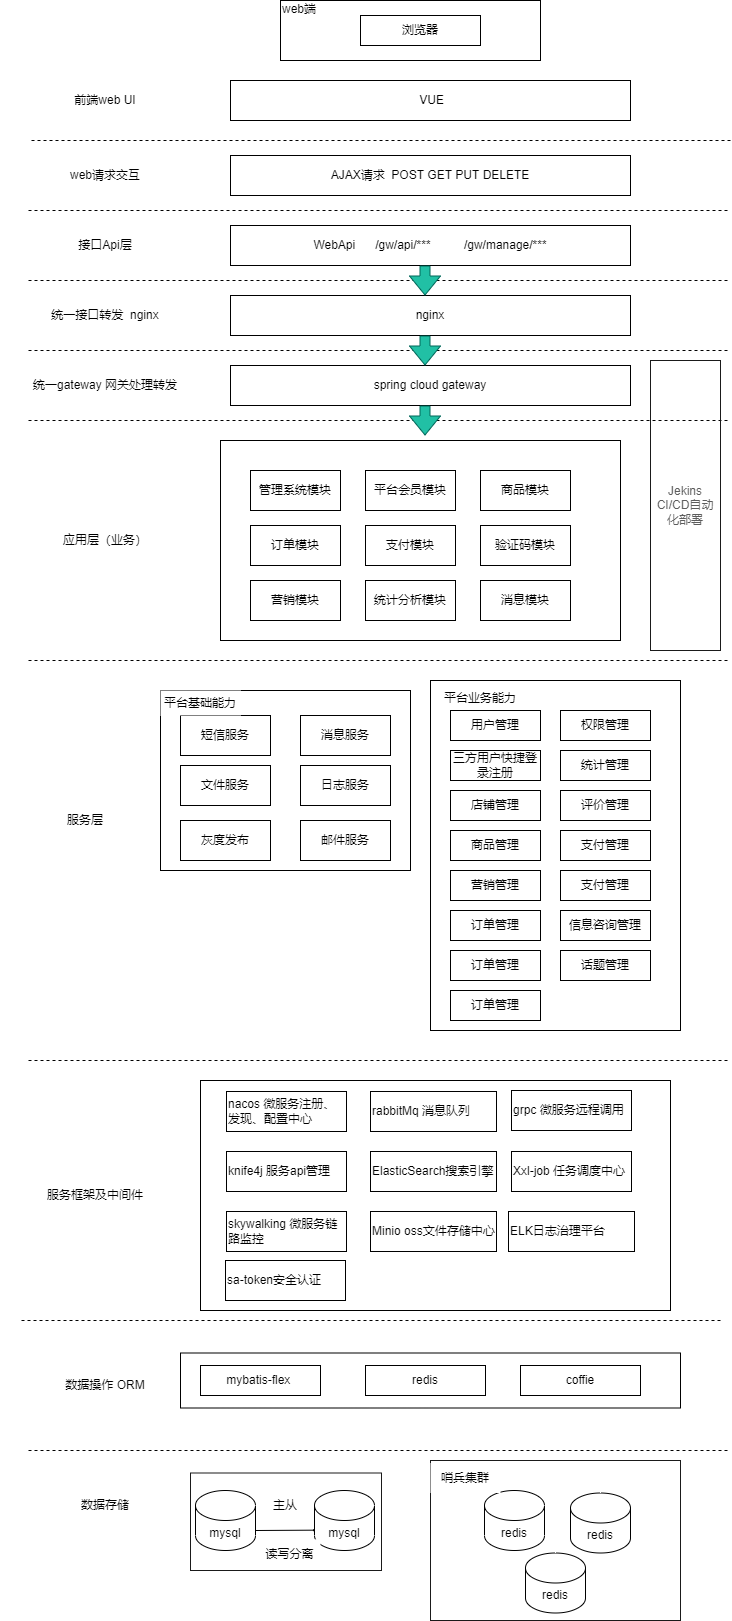 web端
浏览器
前端web UI
VUE
web请求交互
AJAX请求  POST GET PUT DELETE
接口Api层
WebApi      /gw/api/***          /gw/manage/***
统一接口转发  nginx
nginx
统一gateway 网关处理转发
spring cloud gateway
Jekins
CI/CD自动
化部署
应用层（业务）
管理系统模块
平台会员模块
商品模块
订单模块
支付模块
验证码模块
营销模块
统计分析模块
消息模块
服务层
平台基础能力
短信服务
消息服务
文件服务
日志服务
灰度发布
邮件服务
平台业务能力
用户管理
权限管理
三方用户快捷登
录注册
统计管理
店铺管理
评价管理
商品管理
支付管理
营销管理
支付管理
订单管理
信息咨询管理
订单管理
话题管理
订单管理
服务框架及中间件
nacos 微服务注册、
发现、配置中心
rabbitMq 消息队列
grpc 微服务远程调用
knife4j 服务api管理
ElasticSearch搜索引擎
Xxl-job 任务调度中心
skywalking 微服务链
路监控
Minio oss文件存储中心
ELK日志治理平台
sa-token安全认证
数据操作 ORM
mybatis-flex
redis
coffie
数据存储
mysql
主从
读写分离
mysql
哨兵集群
redis
redis
redis